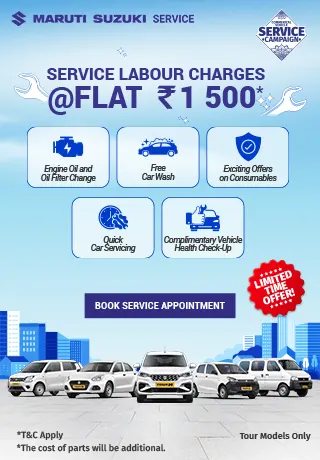 MARUTI SUZUKI SERVICE
COMMERCIAL
VEHICLE
SERVICE
CAMPAIGN
SERVICE LABOUR CHARGES
@FLAT ₹1 500*
Engine Oil and
Oil Filter Change
Free
Car Wash
Exciting Offers
on Consumables
Quick
Car Servicing
Complimentary Vehicle
Health Check-Up
LIMITED
TIME
OFFER!
BOOK SERVICE APPOINTMENT
*T&C Apply
*The cost of parts will be additional.
Tour Models Only